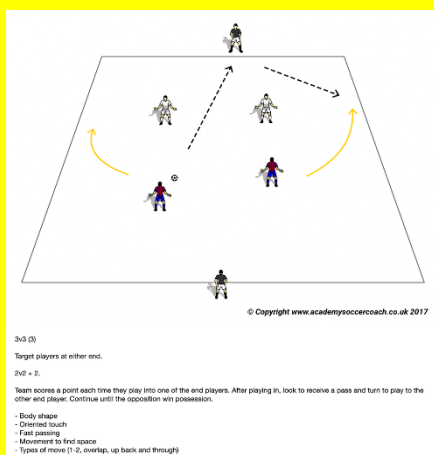 © Copyright www.academysoccercoach.co.uk 2017
3v3 (3)
Target players at either end.
2v2 + 2.
Team scores a point each time they play into one of the end players. After playing in, look to receive a pass and turn to play to the
other end player. Continue until the opposition win possession.
- Body shape
- Oriented touch
- Fast passing
- Movement to find space
- Types of move (1-2, overlap, up back and through)